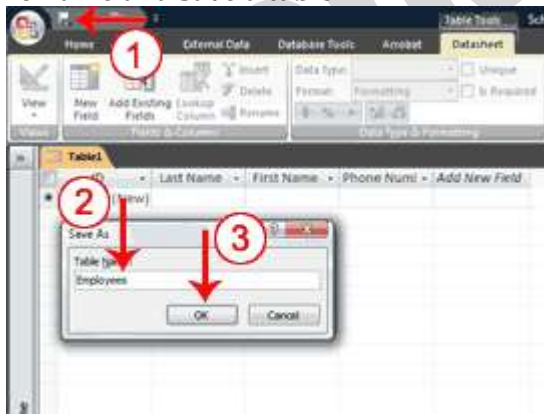 Table Tools
Home External Data Database Tools Acrobat Datasheet
View New Field Add Existing Fields Lookup Column Insert Delete Rename Data Type: Format: Formatting Unique Is Required
Views Fields & Columns Data Type & Formatting
1
Table1
ID Last Name First Name Phone Numl Add New Field
(New)
2
3
Save As
Table
Employees
OK Cancel